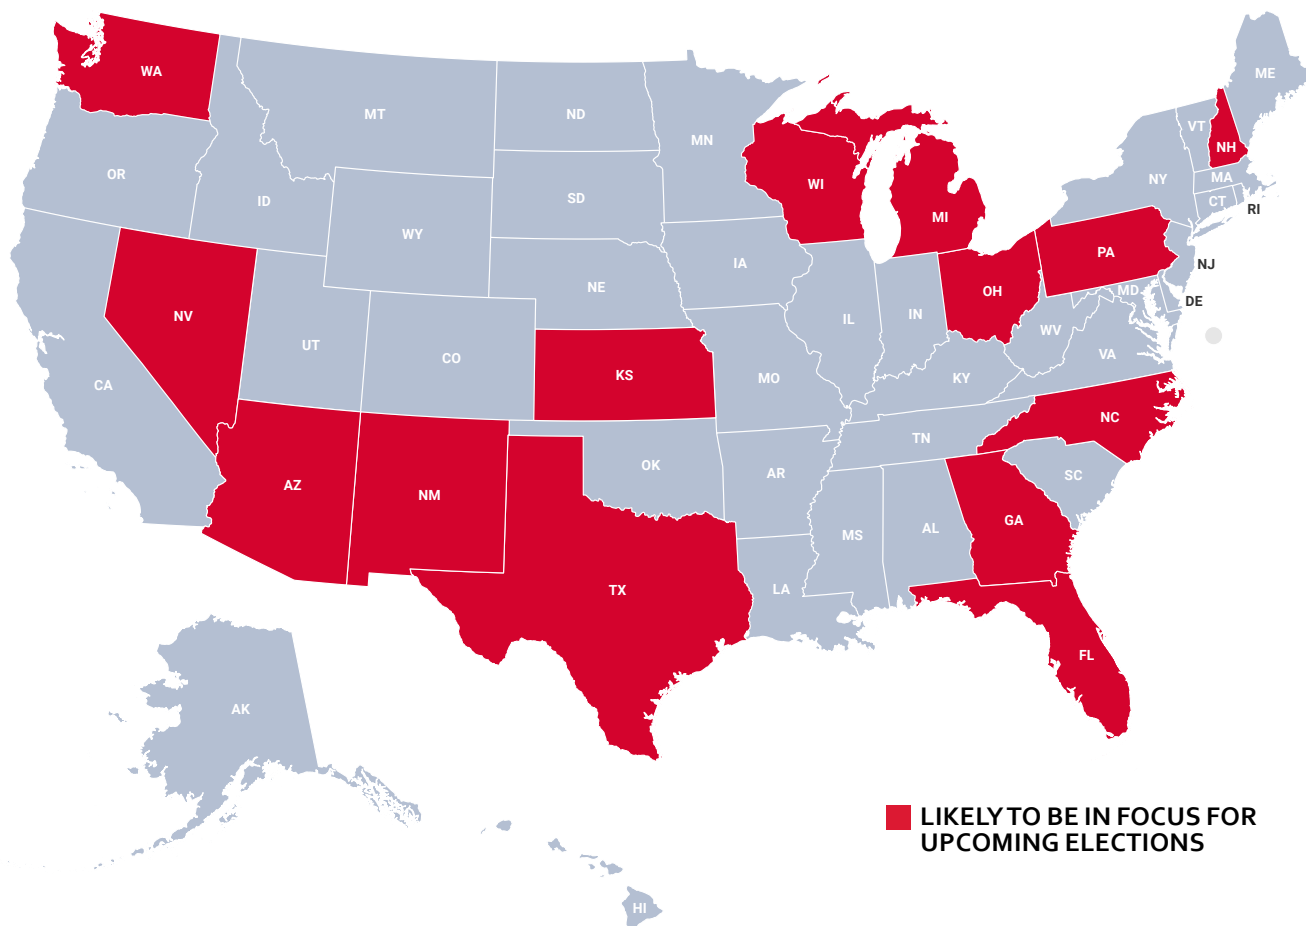 WA
MT
ND
MN
ME
VT
NH
OR
ID
SD
WI
MI
NY
MA
CT
RI
WY
IA
PA
NJ
NE
OH
MD
DE
NV
UT
CO
IL
IN
WV
VA
CA
KS
MO
KY
NC
AZ
NM
OK
AR
TN
SC
GA
MS
AL
TX
LA
FL
AK
HI
LIKELY TO BE IN FOCUS FOR
UPCOMING ELECTIONS